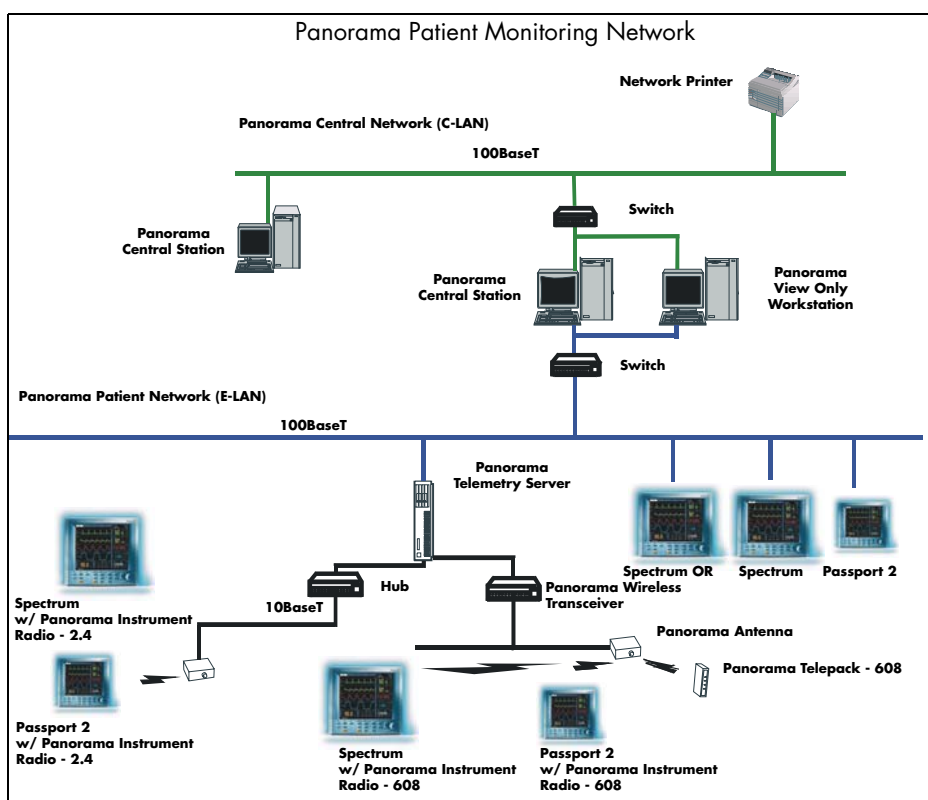 Panorama Patient Monitoring Network
Network Printer
Panorama Central Network (C-LAN)
100BaseT
Switch
Panorama
Central Station
Panorama
Central Station
Panorama
View Only
Workstation
Switch
Panorama Patient Network (E-LAN)
100BaseT
Panorama
Telemetry Server
Spectrum OR
Spectrum
Passport 2
Hub
Panorama Wireless
Transceiver
10BaseT
Spectrum
w/ Panorama Instrument
Radio - 2.4
Panorama Antenna
Panorama Telepack - 608
Passport 2
w/ Panorama Instrument
Radio - 2.4
Spectrum
w/ Panorama Instrument
Radio - 608
Passport 2
w/ Panorama Instrument
Radio - 608